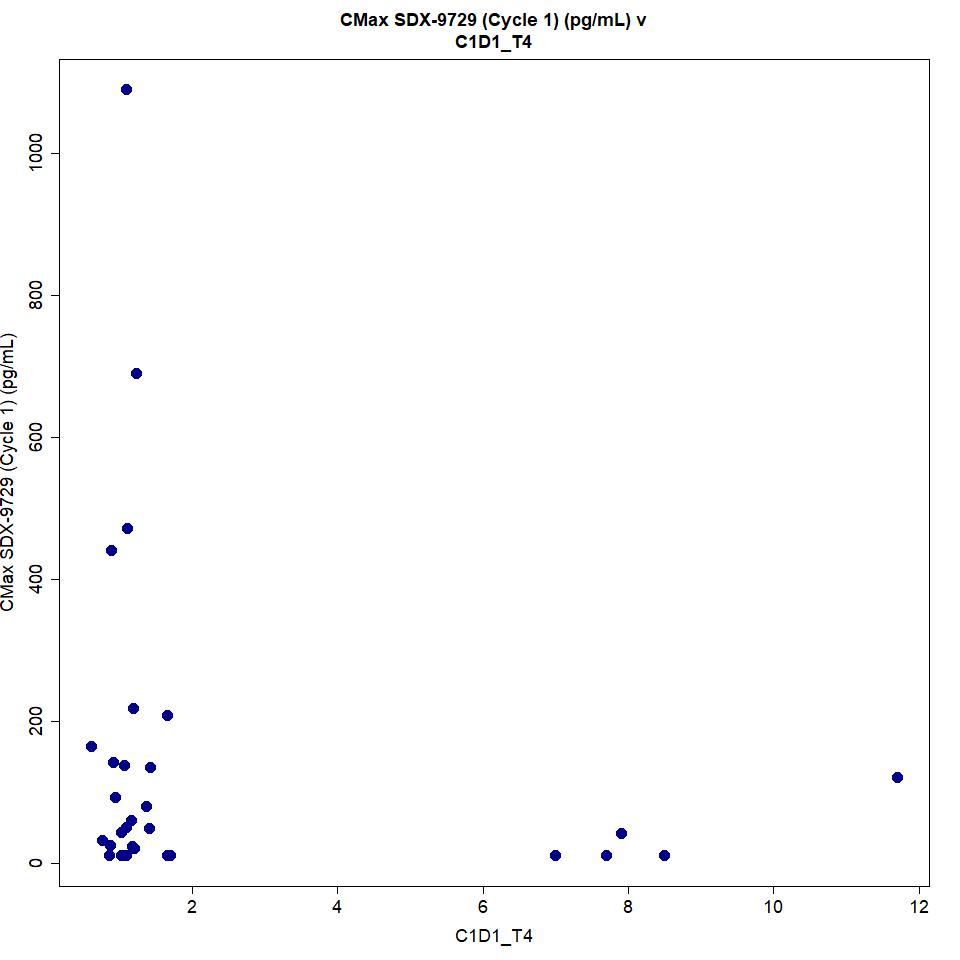 CMax SDX-9729 (Cycle 1) (pg/mL) v
C1D1_T4
1000
800
600
400
200
0
CMax SDX-9729 (Cycle 1) (pg/mL)
2 4 6 8 10 12
C1D1_T4